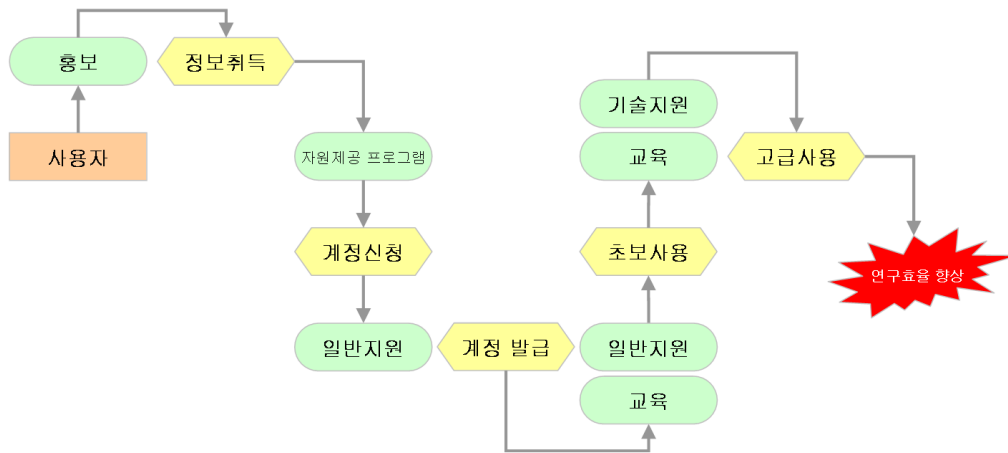 홍보
정보취득
사용자
자원제공 프로그램
계정신청
일반지원
계정 발급
일반지원
교육
초보사용
교육
기술지원
고급사용
연구효율 향상